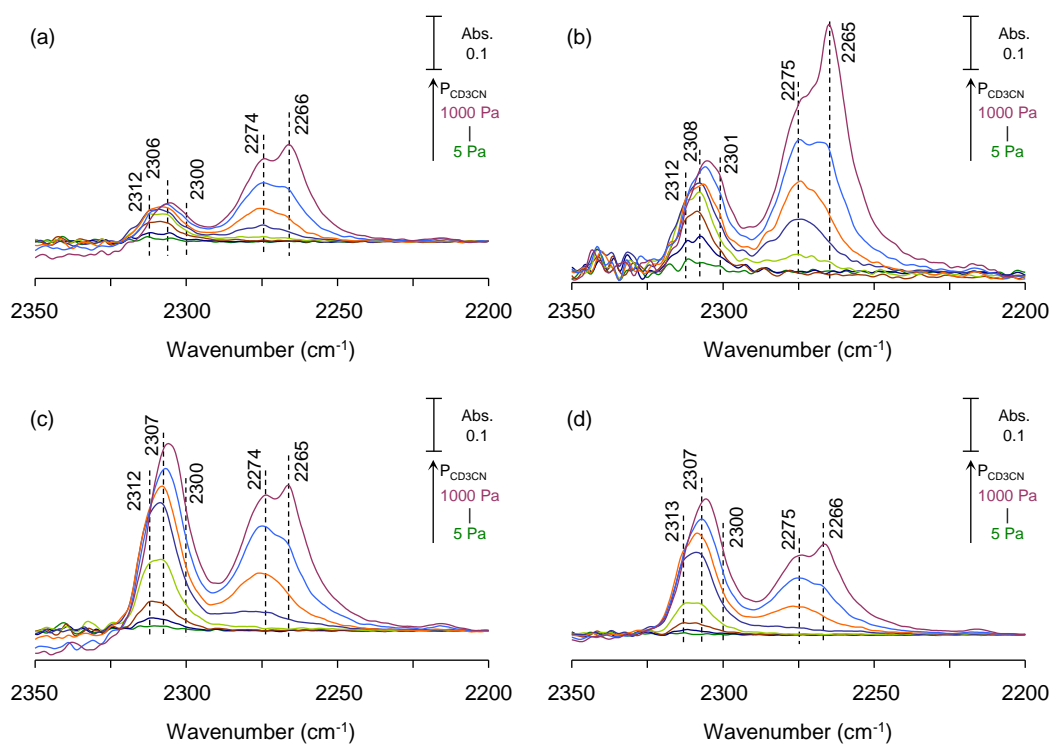 (a)
Abs.
0.1
P_CD3CN
1000 Pa
5 Pa
2312
2306
2300
2274
2266
2350
2300
2250
2200
Wavenumber (cm⁻¹)
(b)
Abs.
0.1
P_CD3CN
1000 Pa
5 Pa
2312
2308
2301
2275
2265
2350
2300
2250
2200
Wavenumber (cm⁻¹)
(c)
Abs.
0.1
P_CD3CN
1000 Pa
5 Pa
2312
2307
2300
2274
2265
2350
2300
2250
2200
Wavenumber (cm⁻¹)
(d)
Abs.
0.1
P_CD3CN
1000 Pa
5 Pa
2313
2307
2300
2275
2266
2350
2300
2250
2200
Wavenumber (cm⁻¹)